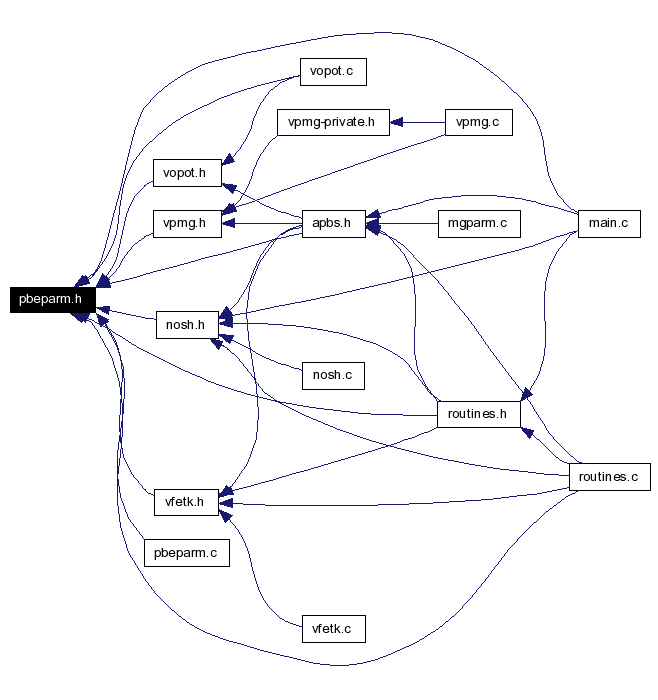 vopot.c
vpmg-private.h
vpmg.c
vopot.h
vpmg.h
apbs.h
mgparm.c
main.c
pbeparm.h
nosh.h
nosh.c
routines.h
routines.c
vfetk.h
pbeparm.c
vfetk.c